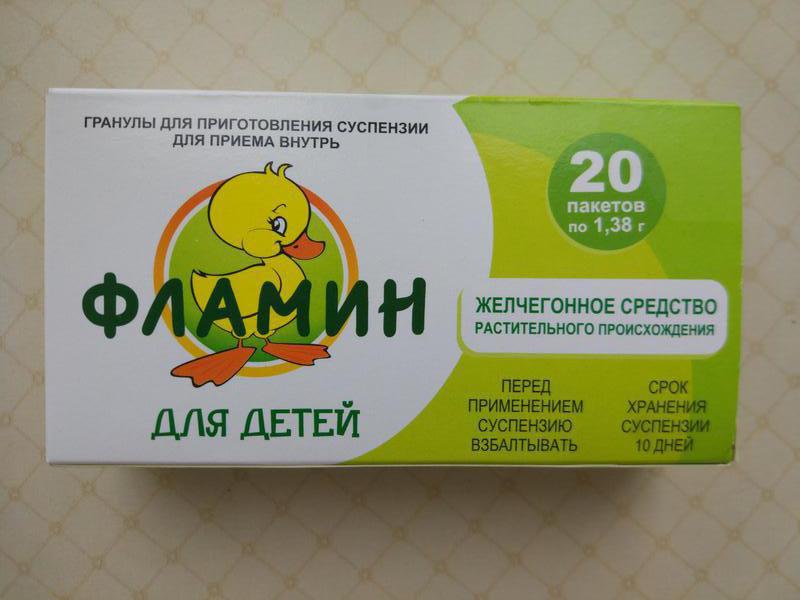 ГРАНУЛЫ ДЛЯ ПРИГОТОВЛЕНИЯ СУСПЕНЗИИ
ДЛЯ ПРИЕМА ВНУТРЬ
ФЛАМИН
ДЛЯ ДЕТЕЙ
20
пакетов
по 1,38 г
ЖЕЛЧЕГОННОЕ СРЕДСТВО
РАСТИТЕЛЬНОГО ПРОИСХОЖДЕНИЯ
ПЕРЕД
ПРИМЕНЕНИЕМ
СУСПЕНЗИЮ
ВЗБАЛТЫВАТЬ
СРОК
ХРАНЕНИЯ
СУСПЕНЗИИ
10 ДНЕЙ